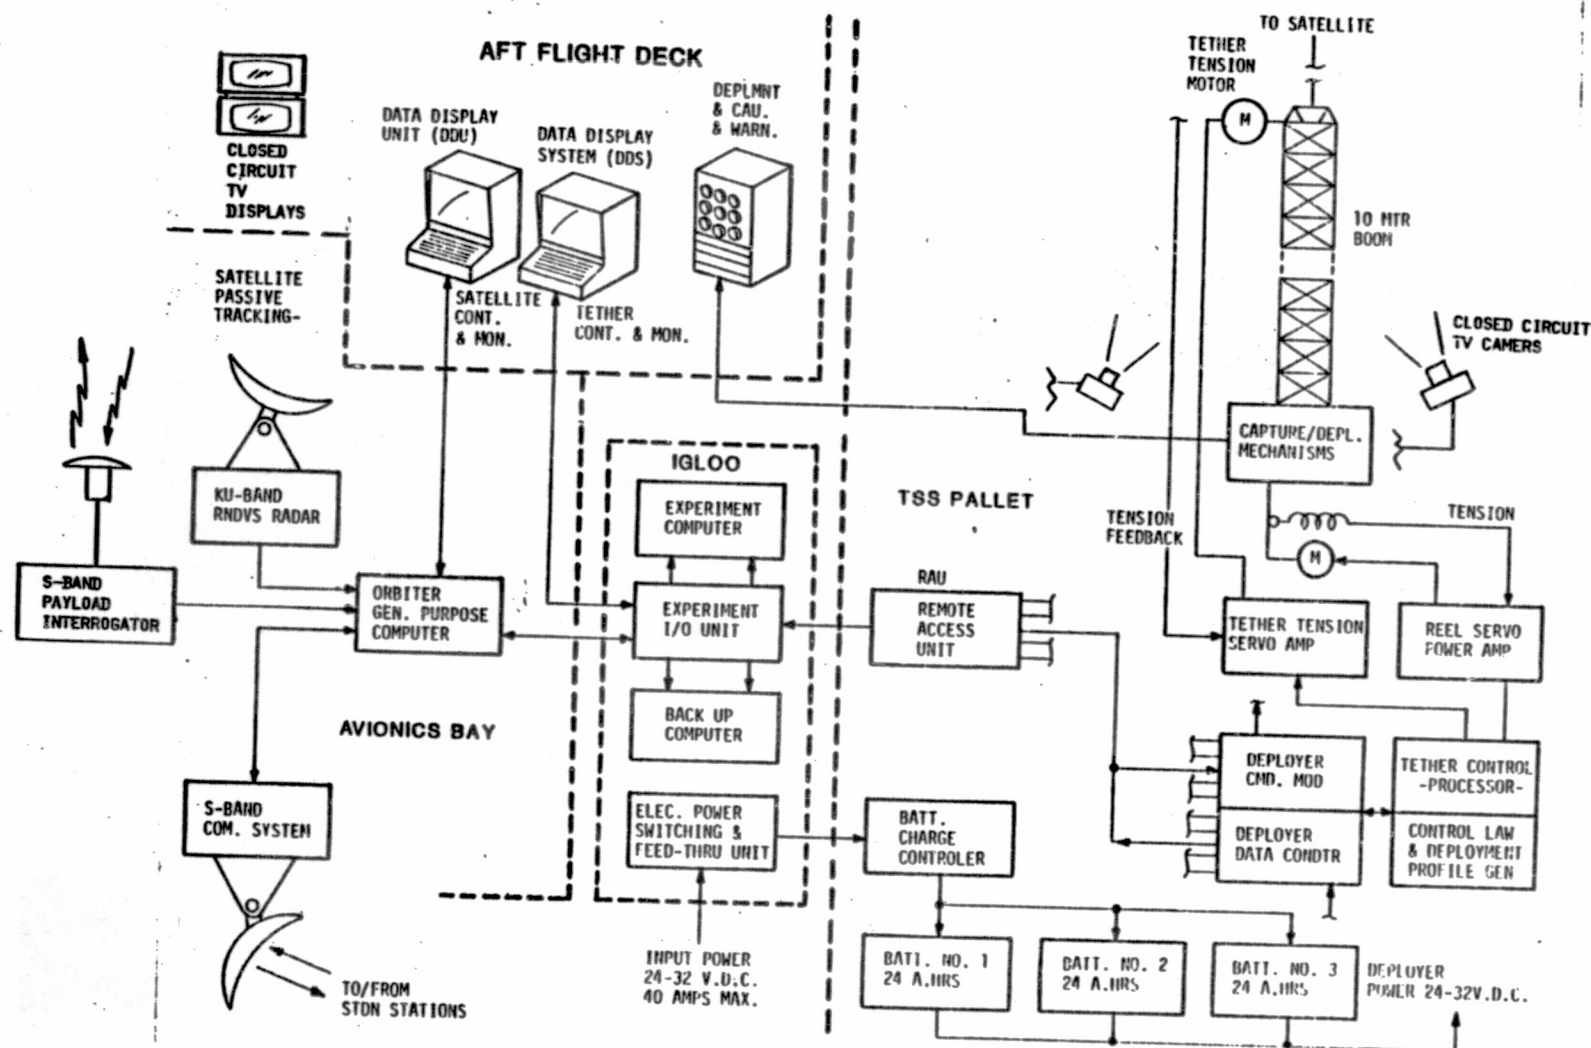 AFT FLIGHT DECK
CLOSED
CIRCUIT
TV
DISPLAYS
DATA DISPLAY
UNIT (DDU)
DATA DISPLAY
SYSTEM (DDS)
DEPLMNT
& CAU.
& WARN.
TO SATELLITE
TETHER
TENSION
MOTOR
M
10 MTR
BOOM
SATELLITE
PASSIVE
TRACKING-
SATELLITE
CONT.
& MON.
TETHER
CONT. & MON.
CLOSED CIRCUIT
TV CAMERS
CAPTURE/DEPL.
MECHANISMS
KU-BAND
RNDVS RADAR
IGLOO
EXPERIMENT
COMPUTER
TSS PALLET
TENSION
FEEDBACK
TENSION
M
S-BAND
PAYLOAD
INTERROGATOR
ORBITER
GEN. PURPOSE
COMPUTER
EXPERIMENT
I/O UNIT
RAU
REMOTE
ACCESS
UNIT
TETHER TENSION
SERVO AMP
REEL SERVO
POWER AMP
AVIONICS BAY
BACK UP
COMPUTER
DEPLOYER
CMD. MOD
TETHER CONTROL
-PROCESSOR-
S-BAND
COM. SYSTEM
ELEC. POWER
SWITCHING &
FEED-THRU UNIT
BATT.
CHARGE
CONTROLER
DEPLOYER
DATA CONDTR
CONTROL LAW
& DEPLOYMENT
PROFILE GEN
TO/FROM
STDN STATIONS
INPUT POWER
24-32 V.D.C.
40 AMPS MAX.
BATT. NO. 1
24 A.HRS
BATT. NO. 2
24 A.HRS
BATT. NO. 3
24 A.HRS
DEPLOYER
POWER 24-32V.D.C.